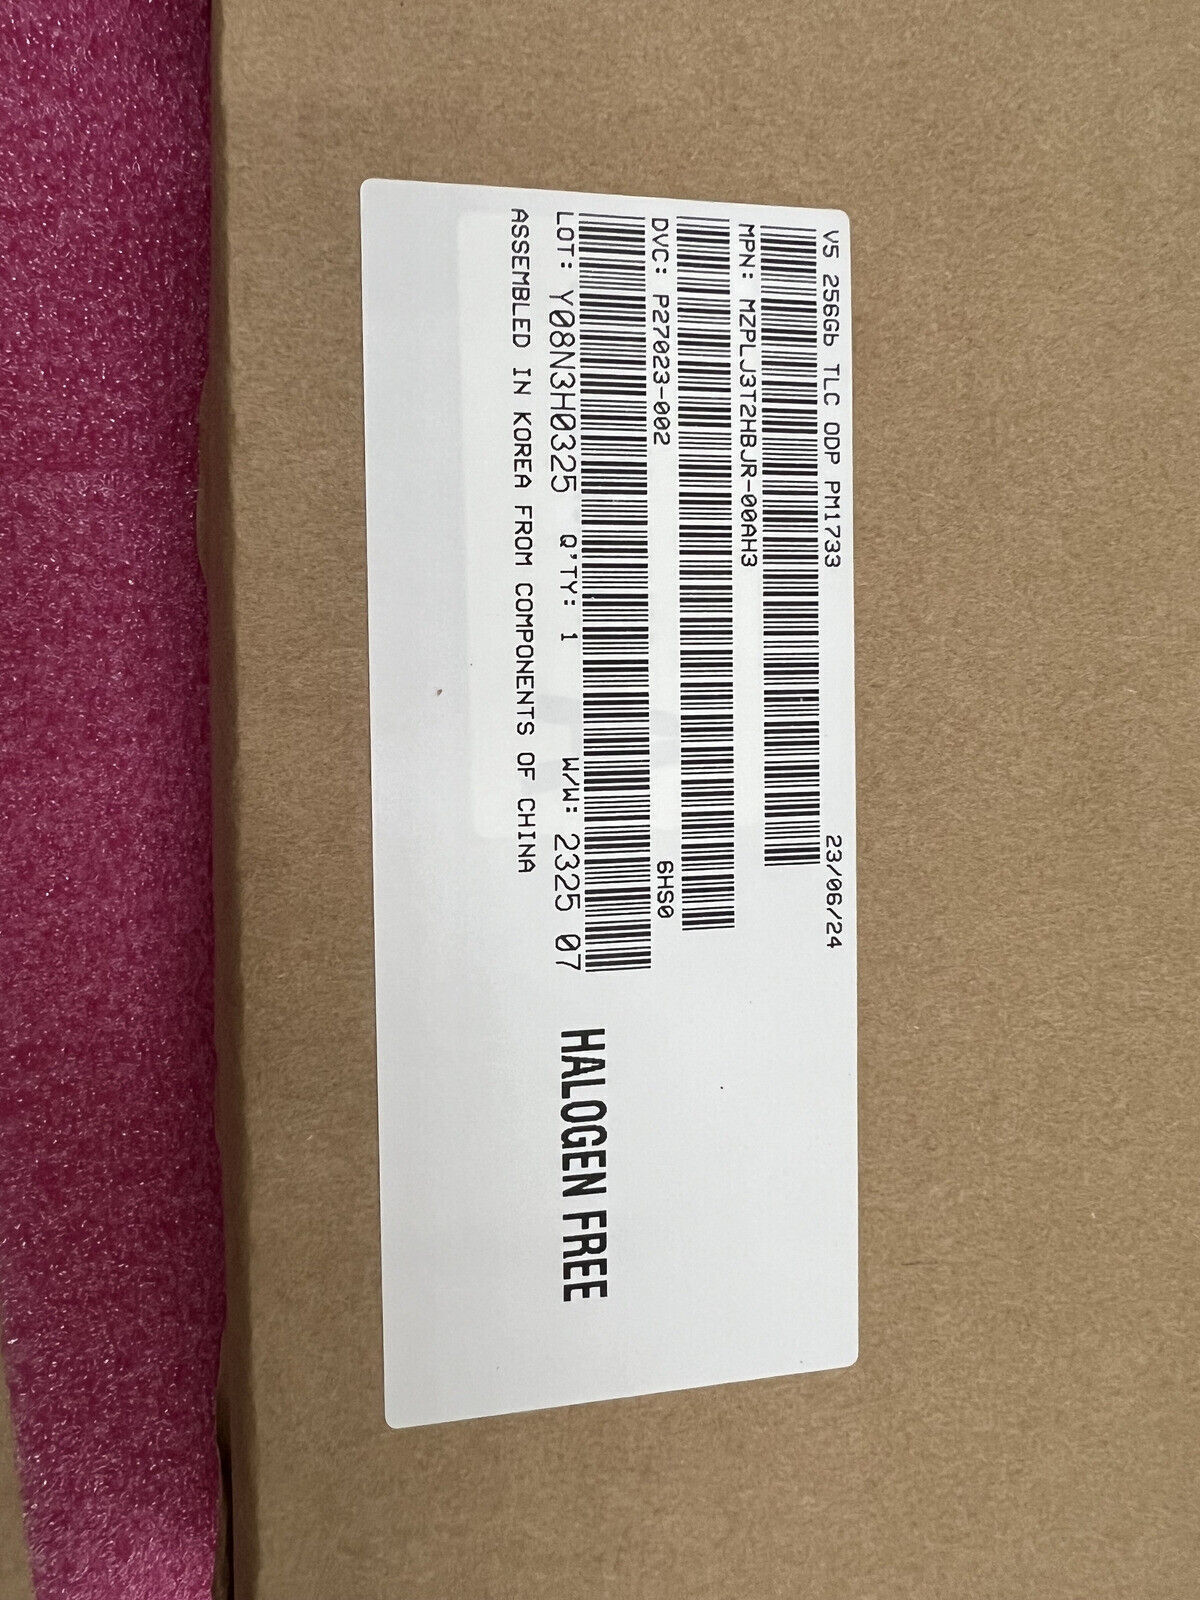 V5 256Gb TLC ODP PM1733 23/06/24
MPN: MZPLJ3T2HBJR-00AH3
DVC: P27023-002 6HS0
LOT: Y08N3H0325 Q'TY: 1 W/W: 2325 07
ASSEMBLED IN KOREA FROM COMPONENTS OF CHINA
HALOGEN FREE